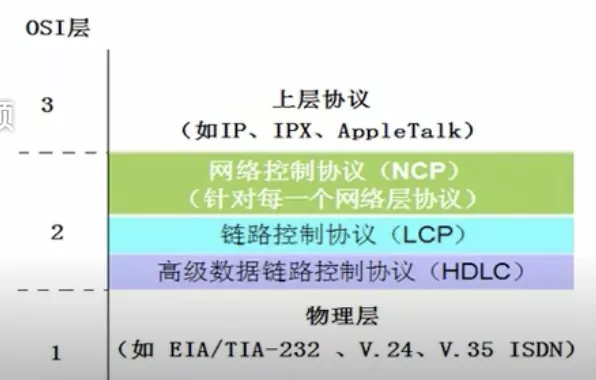 OSI层
3
上层协议
（如IP、IPX、AppleTalk）
网络控制协议（NCP）
（针对每一个网络层协议）
2
链路控制协议（LCP）
高级数据链路控制协议（HDLC）
物理层
1
（如 EIA/TIA-232 、V.24、V.35 ISDN）